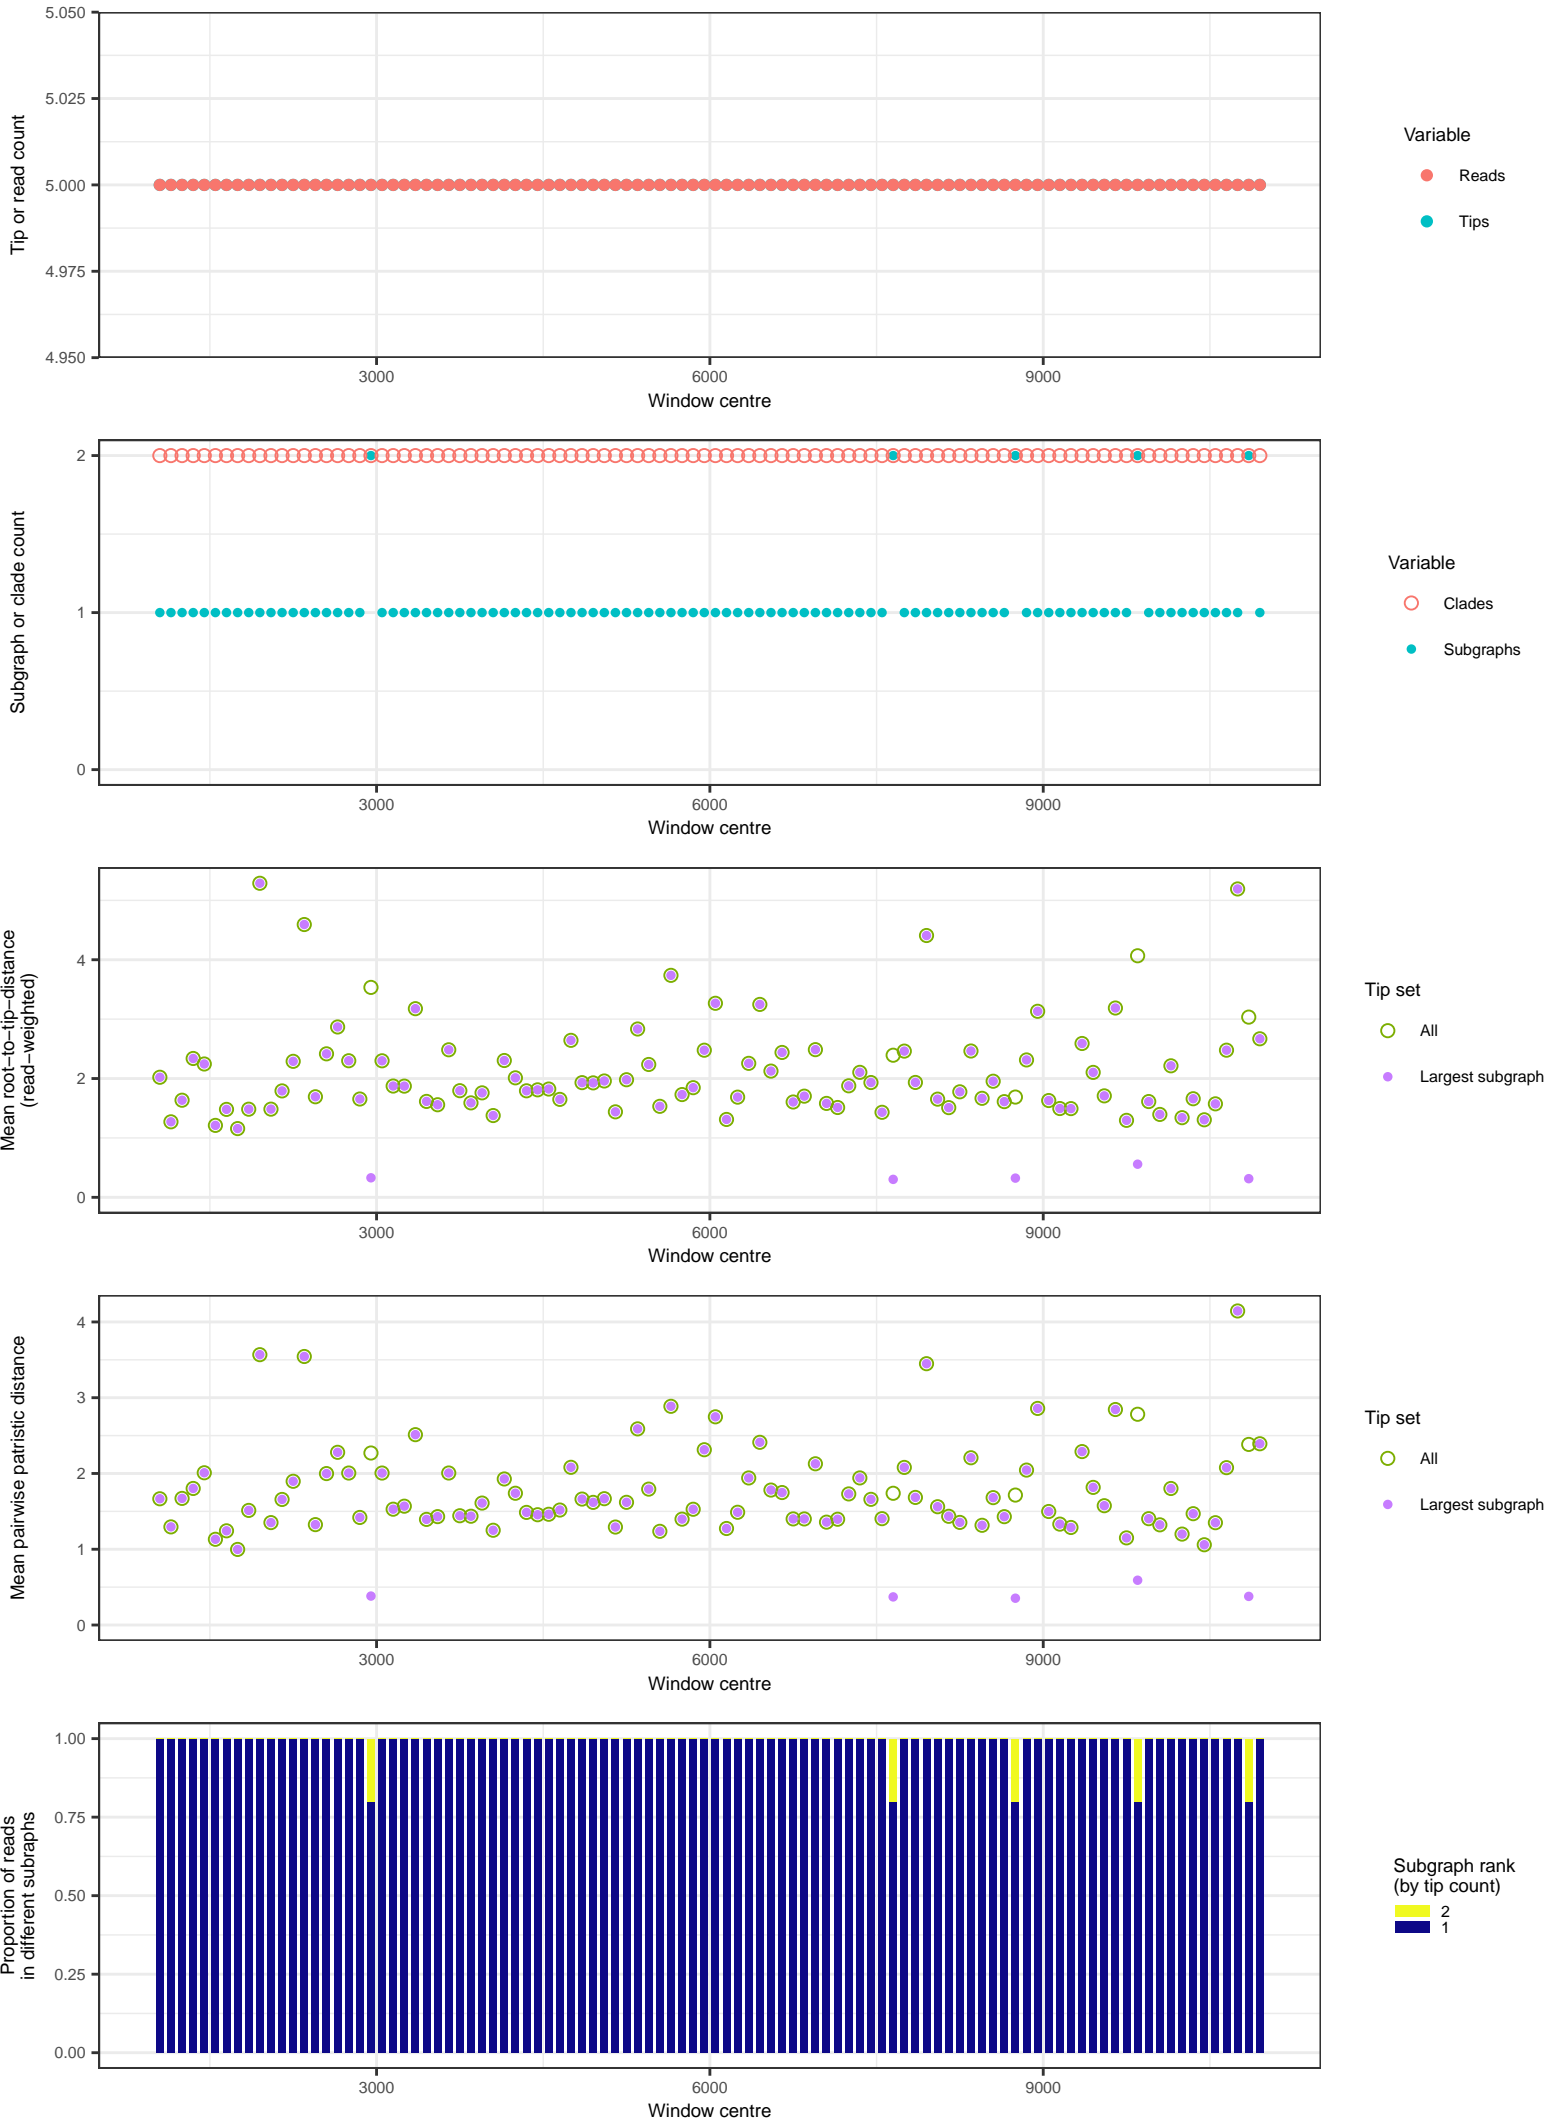 5.050
5.025
5.000
4.975
4.950
Tip or read count
3000
6000
9000
Window centre
Variable
Reads
Tips
2
1
0
Subgraph or clade count
3000
6000
9000
Window centre
Variable
Clades
Subgraphs
4
2
0
Mean root−to−tip−distance
(read−weighted)
3000
6000
9000
Window centre
Tip set
All
Largest subgraph
4
3
2
1
0
Mean pairwise patristic distance
3000
6000
9000
Window centre
Tip set
All
Largest subgraph
1.00
0.75
0.50
0.25
0.00
Proportion of reads
in different subraphs
3000
6000
9000
Window centre
Subgraph rank
(by tip count)
2
1